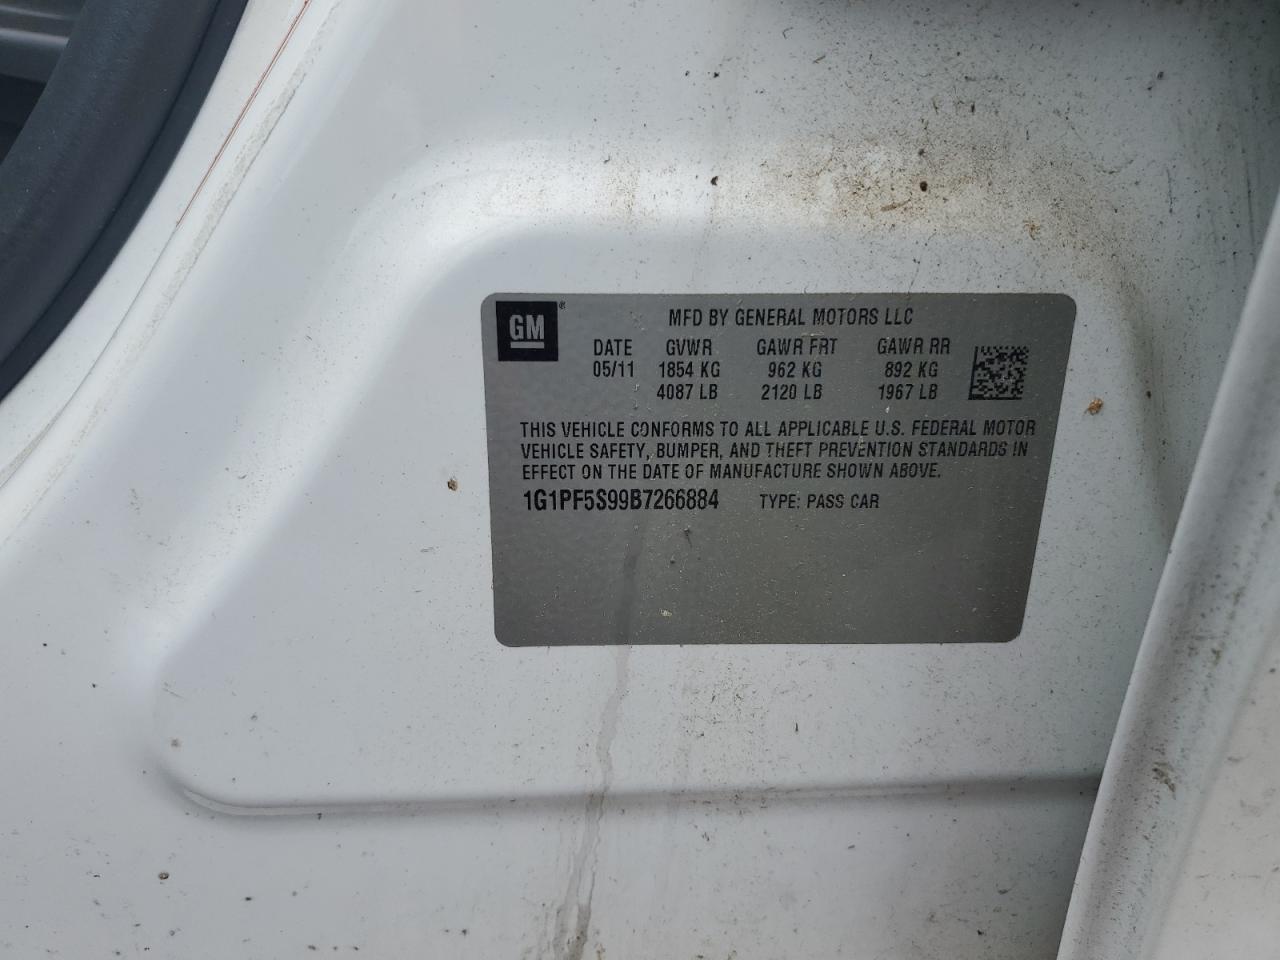 GM ®
MFD BY GENERAL MOTORS LLC
DATE GVWR GAWR FRT GAWR RR
05/11 1854 KG 962 KG 892 KG
4087 LB 2120 LB 1967 LB
THIS VEHICLE CONFORMS TO ALL APPLICABLE U.S. FEDERAL MOTOR
VEHICLE SAFETY, BUMPER, AND THEFT PREVENTION STANDARDS IN
EFFECT ON THE DATE OF MANUFACTURE SHOWN ABOVE.
1G1PF5S99B7266884 TYPE: PASS CAR